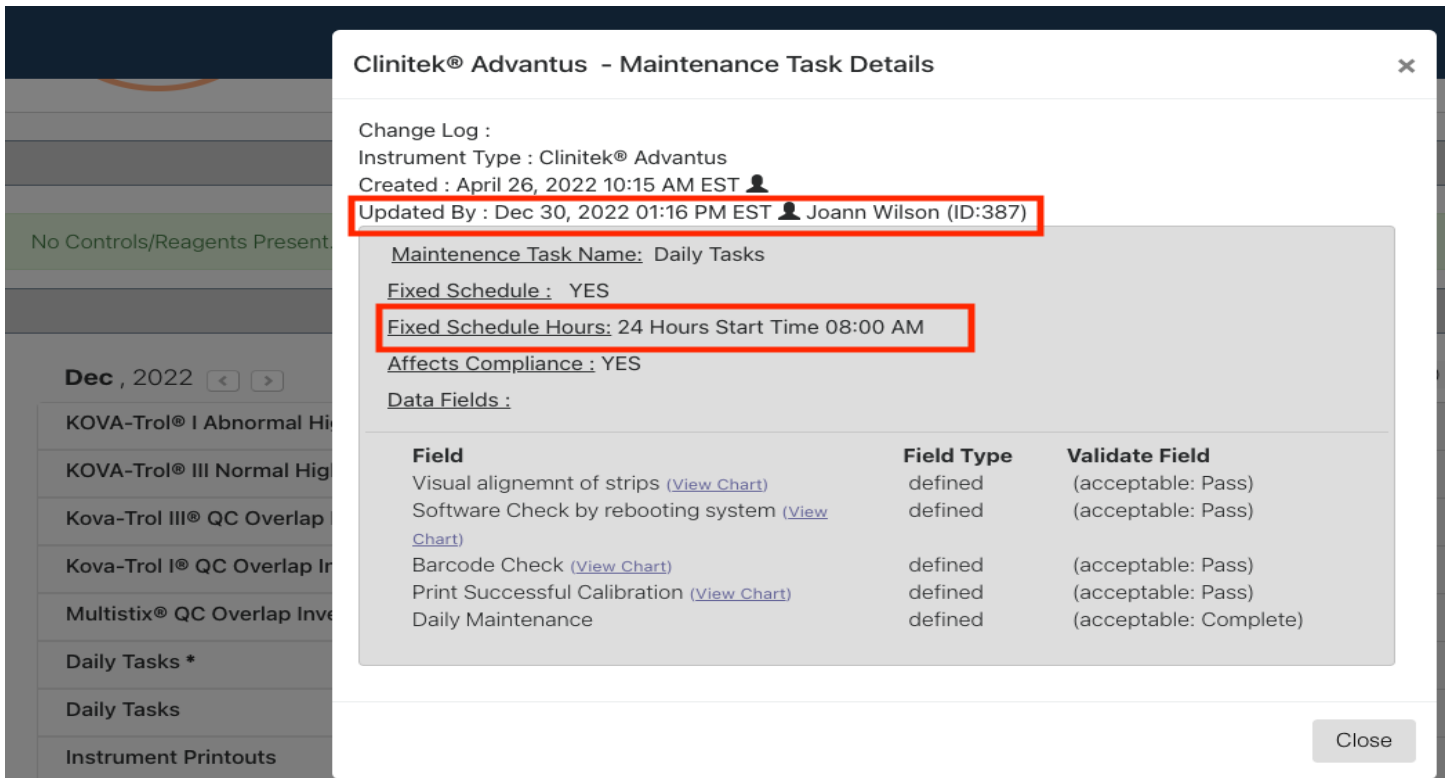 Clinitek® Advantus - Maintenance Task Details
×
Change Log :
Instrument Type : Clinitek® Advantus
Created : April 26, 2022 10:15 AM EST
Updated By : Dec 30, 2022 01:16 PM EST Joann Wilson (ID:387)
No Controls/Reagents Present.
Maintenence Task Name: Daily Tasks
Fixed Schedule : YES
Fixed Schedule Hours: 24 Hours Start Time 08:00 AM
Affects Compliance : YES
Data Fields :
Field Field Type Validate Field
Visual alignemnt of strips (View Chart) defined (acceptable: Pass)
Software Check by rebooting system (View defined (acceptable: Pass)
Chart)
Barcode Check (View Chart) defined (acceptable: Pass)
Print Successful Calibration (View Chart) defined (acceptable: Pass)
Daily Maintenance defined (acceptable: Complete)
Close
Dec , 2022 < >
KOVA-Trol® I Abnormal
KOVA-Trol® III Normal
Kova-Trol III® QC Overlap
Kova-Trol I® QC Overlap
Multistix® QC Overlap
Daily Tasks *
Daily Tasks
Instrument Printouts